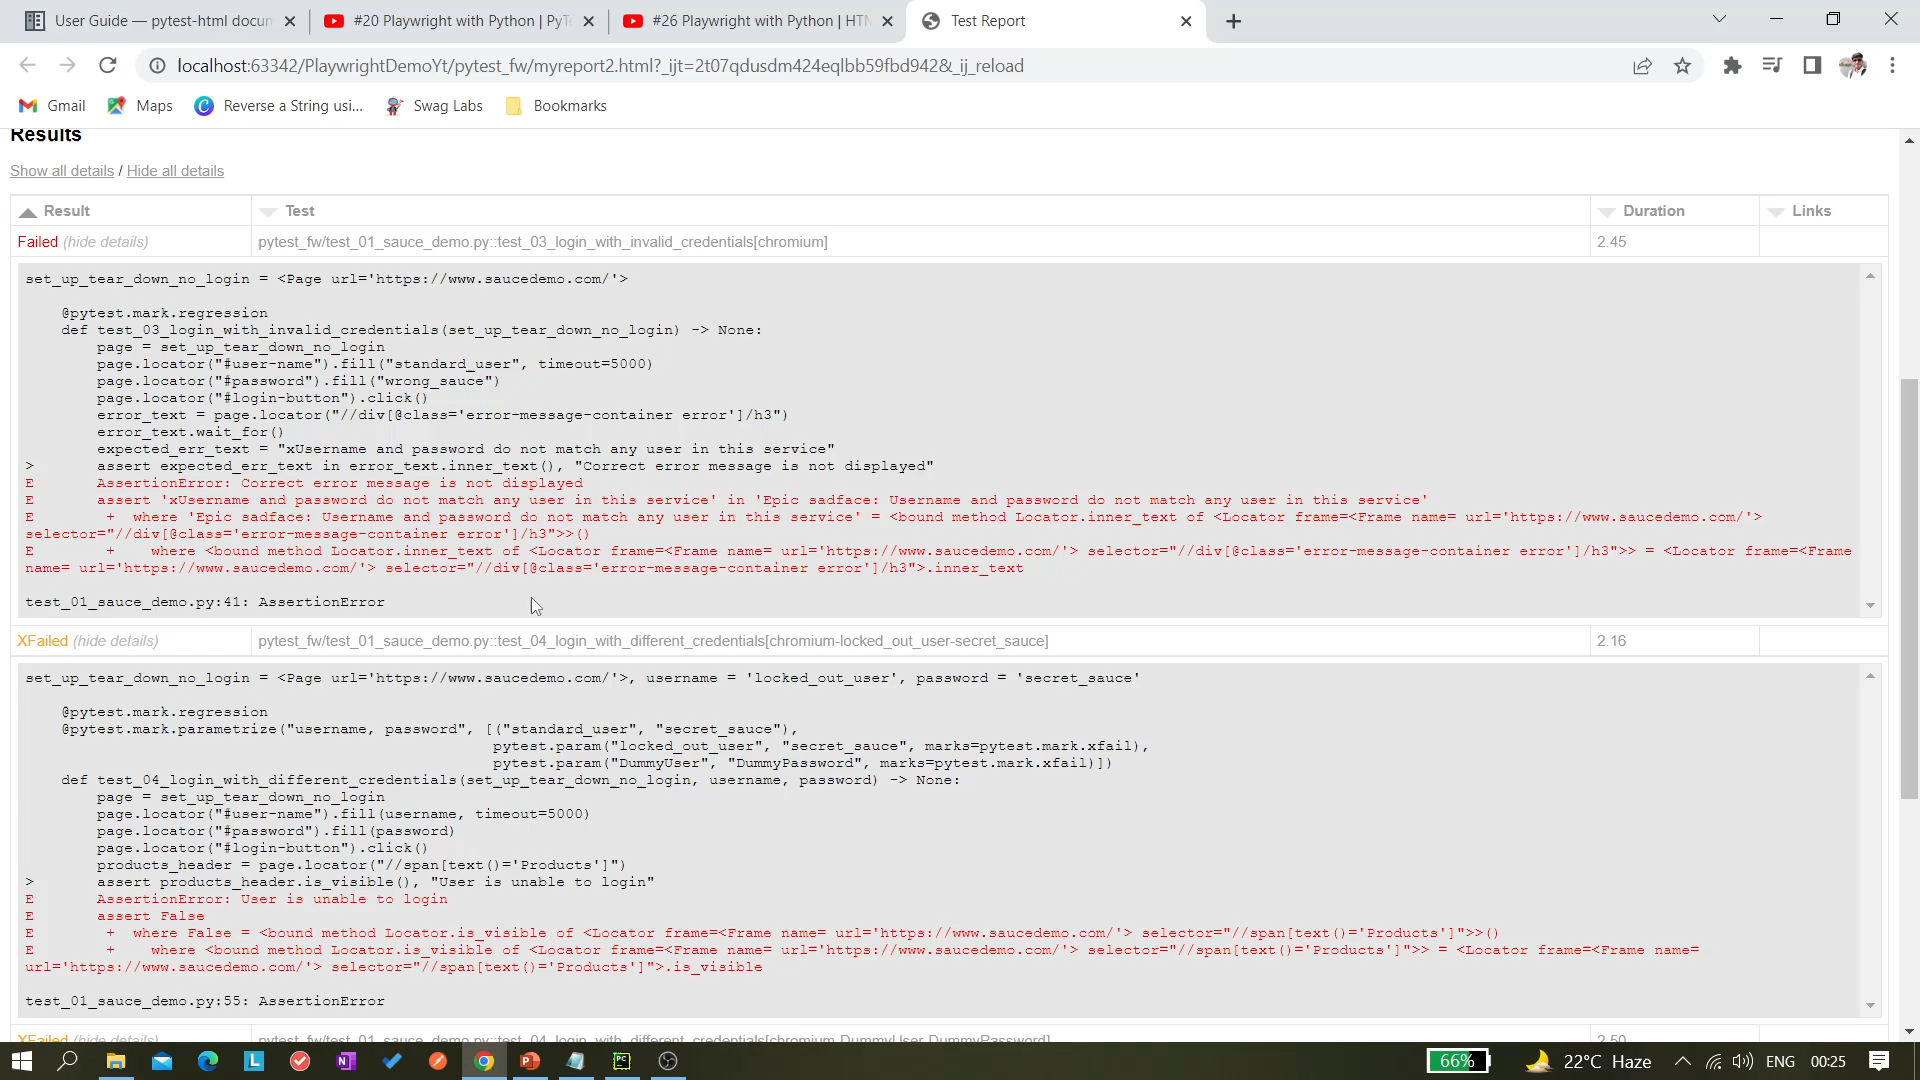 User Guide — pytest-html docum
#20 Playwright with Python | PyTe
#26 Playwright with Python | HTM
Test Report
localhost:63342/PlaywrightDemoYt/pytest_fw/myreport2.html?_ijt=2t07qdusdm424eqlbb59fbd942&_ij_reload
Gmail
Maps
Reverse a String usi...
Swag Labs
Bookmarks
Results
Show all details / Hide all details
Result
Test
Duration
Links
Failed (hide details)
pytest_fw/test_01_sauce_demo.py::test_03_login_with_invalid_credentials[chromium]
2.45
set_up_tear_down_no_login = <Page url='https://www.saucedemo.com/'>
@pytest.mark.regression
def test_03_login_with_invalid_credentials(set_up_tear_down_no_login) -> None:
page = set_up_tear_down_no_login
page.locator("#user-name").fill("standard_user", timeout=5000)
page.locator("#password").fill("wrong_sauce")
page.locator("#login-button").click()
error_text = page.locator("//div[@class='error-message-container error']/h3")
error_text.wait_for()
expected_err_text = "xUsername and password do not match any user in this service"
> assert expected_err_text in error_text.inner_text(), "Correct error message is not displayed"
E AssertionError: Correct error message is not displayed
E assert 'xUsername and password do not match any user in this service' in 'Epic sadface: Username and password do not match any user in this service'
E + where 'Epic sadface: Username and password do not match any user in this service' = <bound method Locator.inner_text of <Locator frame=<Frame name= url='https://www.saucedemo.com/'>
selector="//div[@class='error-message-container error']/h3">>()
E + where <bound method Locator.inner_text of <Locator frame=<Frame name= url='https://www.saucedemo.com/'> selector="//div[@class='error-message-container error']/h3">> = <Locator frame=<Frame
name= url='https://www.saucedemo.com/'> selector="//div[@class='error-message-container error']/h3">.inner_text
test_01_sauce_demo.py:41: AssertionError
XFailed (hide details)
pytest_fw/test_01_sauce_demo.py::test_04_login_with_different_credentials[chromium-locked_out_user-secret_sauce]
2.16
set_up_tear_down_no_login = <Page url='https://www.saucedemo.com/'>, username = 'locked_out_user', password = 'secret_sauce'
@pytest.mark.regression
@pytest.mark.parametrize("username, password", [("standard_user", "secret_sauce"),
pytest.param("locked_out_user", "secret_sauce", marks=pytest.mark.xfail),
pytest.param("DummyUser", "DummyPassword", marks=pytest.mark.xfail)])
def test_04_login_with_different_credentials(set_up_tear_down_no_login, username, password) -> None:
page = set_up_tear_down_no_login
page.locator("#user-name").fill(username, timeout=5000)
page.locator("#password").fill(password)
page.locator("#login-button").click()
products_header = page.locator("//span[text()='Products']")
> assert products_header.is_visible(), "User is unable to login"
E AssertionError: User is unable to login
E assert False
E + where False = <bound method Locator.is_visible of <Locator frame=<Frame name= url='https://www.saucedemo.com/'> selector="//span[text()='Products']">>()
E + where <bound method Locator.is_visible of <Locator frame=<Frame name= url='https://www.saucedemo.com/'> selector="//span[text()='Products']">> = <Locator frame=<Frame name=
url='https://www.saucedemo.com/'> selector="//span[text()='Products']">.is_visible
test_01_sauce_demo.py:55: AssertionError
XFailed (hide details)
pytest_fw/test_01_sauce_demo.py::test_04_login_with_different_credentials[chromium-DummyUser-DummyPassword]
2.50
66%
22°C Haze
ENG
00:25